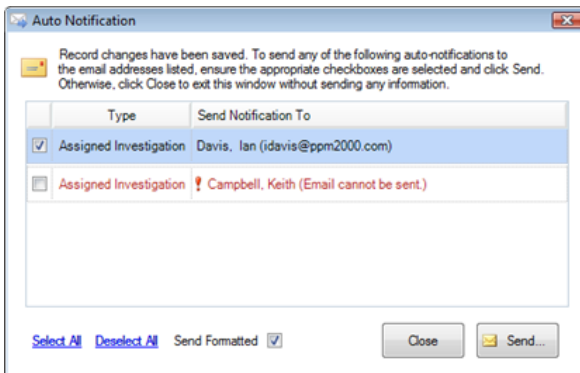 Auto Notification
Record changes have been saved. To send any of the following auto-notifications to
the email addresses listed, ensure the appropriate checkboxes are selected and click Send.
Otherwise, click Close to exit this window without sending any information.
Type Send Notification To
Assigned Investigation Davis, Ian (idavis@ppm2000.com)
Assigned Investigation ! Campbell, Keith (Email cannot be sent.)
Select All Deselect All Send Formatted Close Send...